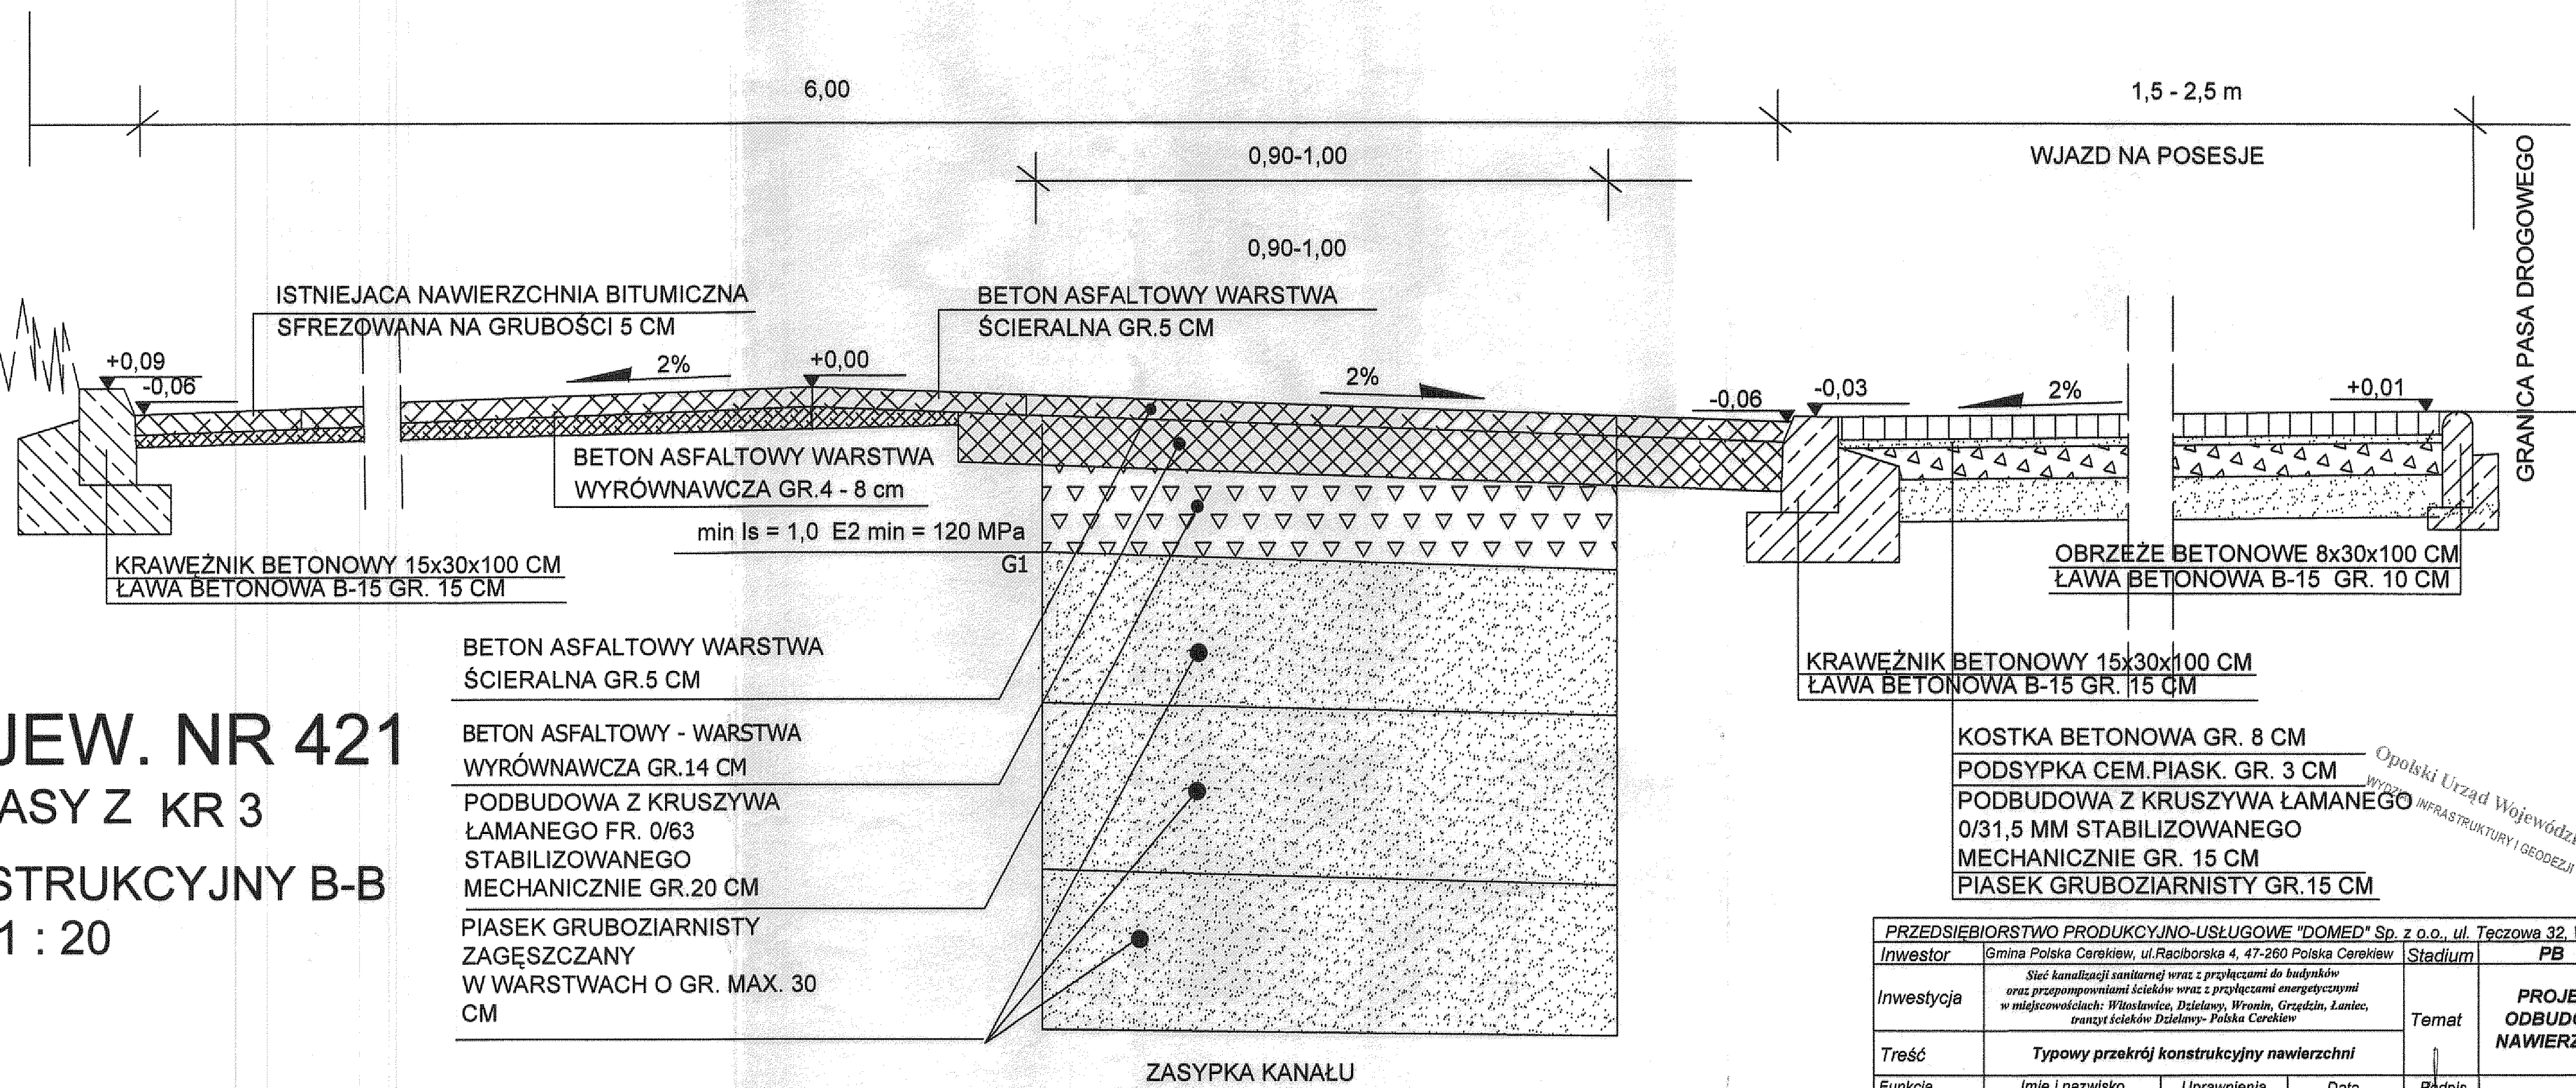 6,00
1,5 - 2,5 m
0,90-1,00
WJAZD NA POSESJE
GRANICA PASA DROGOWEGO
0,90-1,00
ISTNIEJACA NAWIERZCHNIA BITUMICZNA
SFREZOWANA NA GRUBOŚCI 5 CM
BETON ASFALTOWY WARSTWA
ŚCIERALNA GR.5 CM
+0,09
-0,06
2%
+0,00
2%
-0,06
-0,03
2%
+0,01
BETON ASFALTOWY WARSTWA
WYRÓWNAWCZA GR.4 - 8 cm
min Is = 1,0 E2 min = 120 MPa
G1
KRAWĘŻNIK BETONOWY 15x30x100 CM
ŁAWA BETONOWA B-15 GR. 15 CM
OBRZEŻE BETONOWE 8x30x100 CM
ŁAWA BETONOWA B-15 GR. 10 CM
BETON ASFALTOWY WARSTWA
ŚCIERALNA GR.5 CM
KRAWĘŻNIK BETONOWY 15x30x100 CM
ŁAWA BETONOWA B-15 GR. 15 CM
BETON ASFALTOWY - WARSTWA
WYRÓWNAWCZA GR.14 CM
PODBUDOWA Z KRUSZYWA
ŁAMANEGO FR. 0/63
STABILIZOWANEGO
MECHANICZNIE GR.20 CM
PIASEK GRUBOZIARNISTY
ZAGĘSZCZANY
W WARSTWACH O GR. MAX. 30
CM
KOSTKA BETONOWA GR. 8 CM
PODSYPKA CEM.PIASK. GR. 3 CM
PODBUDOWA Z KRUSZYWA ŁAMANEGO
0/31,5 MM STABILIZOWANEGO
MECHANICZNIE GR. 15 CM
PIASEK GRUBOZIARNISTY GR.15 CM
Opolski Urząd Wojewódz
WYDZIAŁ INFRASTRUKTURY I GEODEZJI
JEW. NR 421
ASY Z KR 3
STRUKCYJNY B-B
1 : 20
ZASYPKA KANAŁU
PRZEDSIĘBIORSTWO PRODUKCYJNO-USŁUGOWE "DOMED" Sp. z o.o., ul. Tęczowa 32,
Inwestor Gmina Polska Cerekiew, ul.Raciborska 4, 47-260 Polska Cerekiew Stadium PB
Inwestycja
Sieć kanalizacji sanitarnej wraz z przyłączami do budynków
oraz przepompowniami ścieków wraz z przyłączami energetycznymi
w miejscowościach: Witosławice, Dzielawy, Wronin, Grzędzin, Łaniec,
tranzyt ścieków Dzielawy- Polska Cerekiew
Temat
PROJE
ODBUDO
NAWIERZ
Treść Typowy przekrój konstrukcyjny nawierzchni
Funkcje Imię i nazwisko Uprawnienia Data Podpis